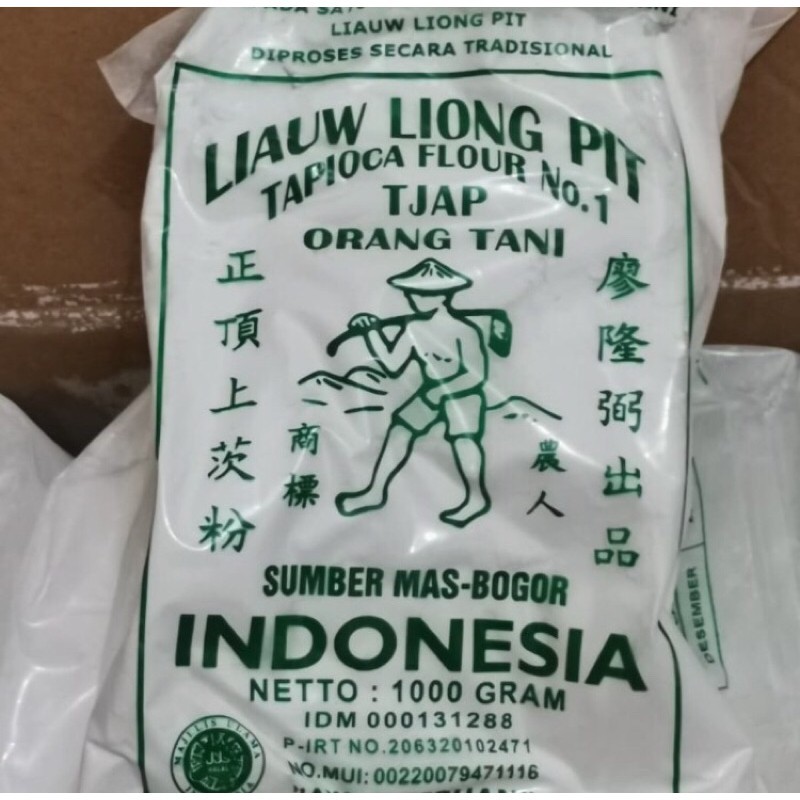 LIAUW LIONG PIT
DIPROSES SECARA TRADISIONAL
LIAUW LIONG PIT
TAPIOCA FLOUR No.1
TJAP
ORANG TANI
正頂上茨粉
商標
農人
廖隆弼出品
SUMBER MAS-BOGOR
INDONESIA
NETTO : 1000 GRAM
IDM 000131288
P-IRT NO.206320102471
NO.MUI: 00220079471116
MAJELIS ULAMA
DESEMBER